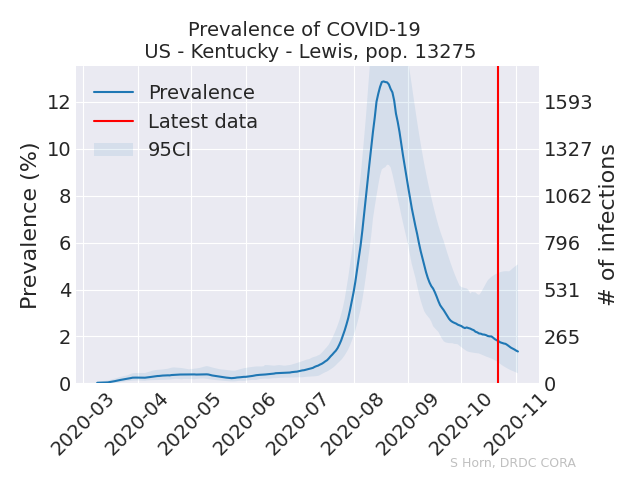 Prevalence of COVID-19
US - Kentucky - Lewis, pop. 13275
Prevalence
Latest data
95CI
Prevalence (%)
12
10
8
6
4
2
0
1593
1327
1062
796
531
265
0
# of infections
2020-03
2020-04
2020-05
2020-06
2020-07
2020-08
2020-09
2020-10
2020-11
S Horn, DRDC CORA